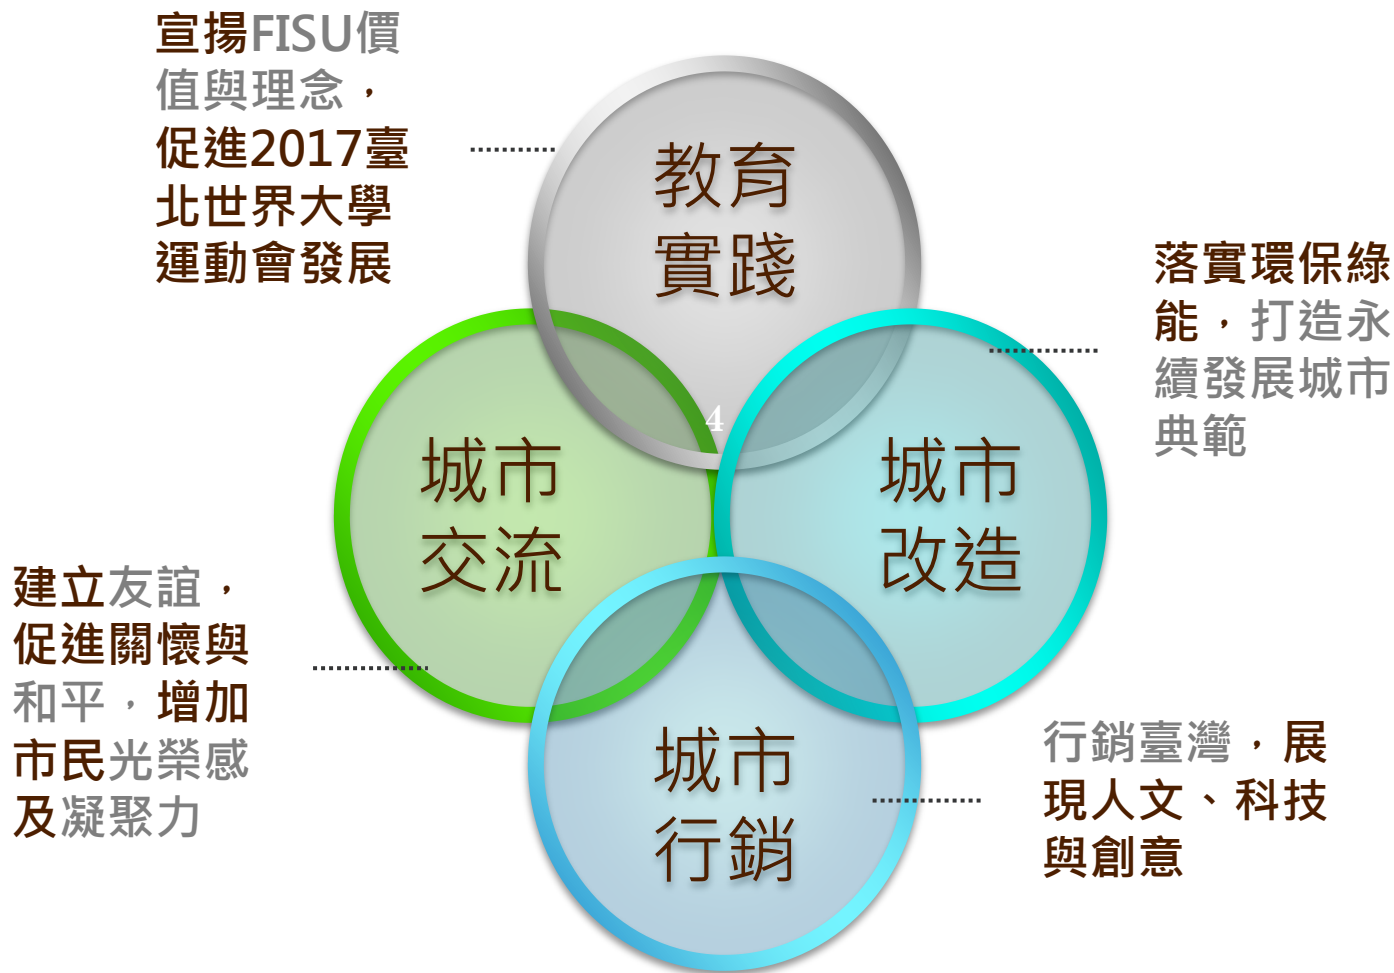 宣揚FISU價
值與理念，
促進2017臺
北世界大學
運動會發展
教育
實踐
落實環保綠
能，打造永
續發展城市
典範
4
城市
交流
城市
改造
建立友誼，
促進關懷與
和平，增加
市民光榮感
及凝聚力
城市
行銷
行銷臺灣，展
現人文、科技
與創意